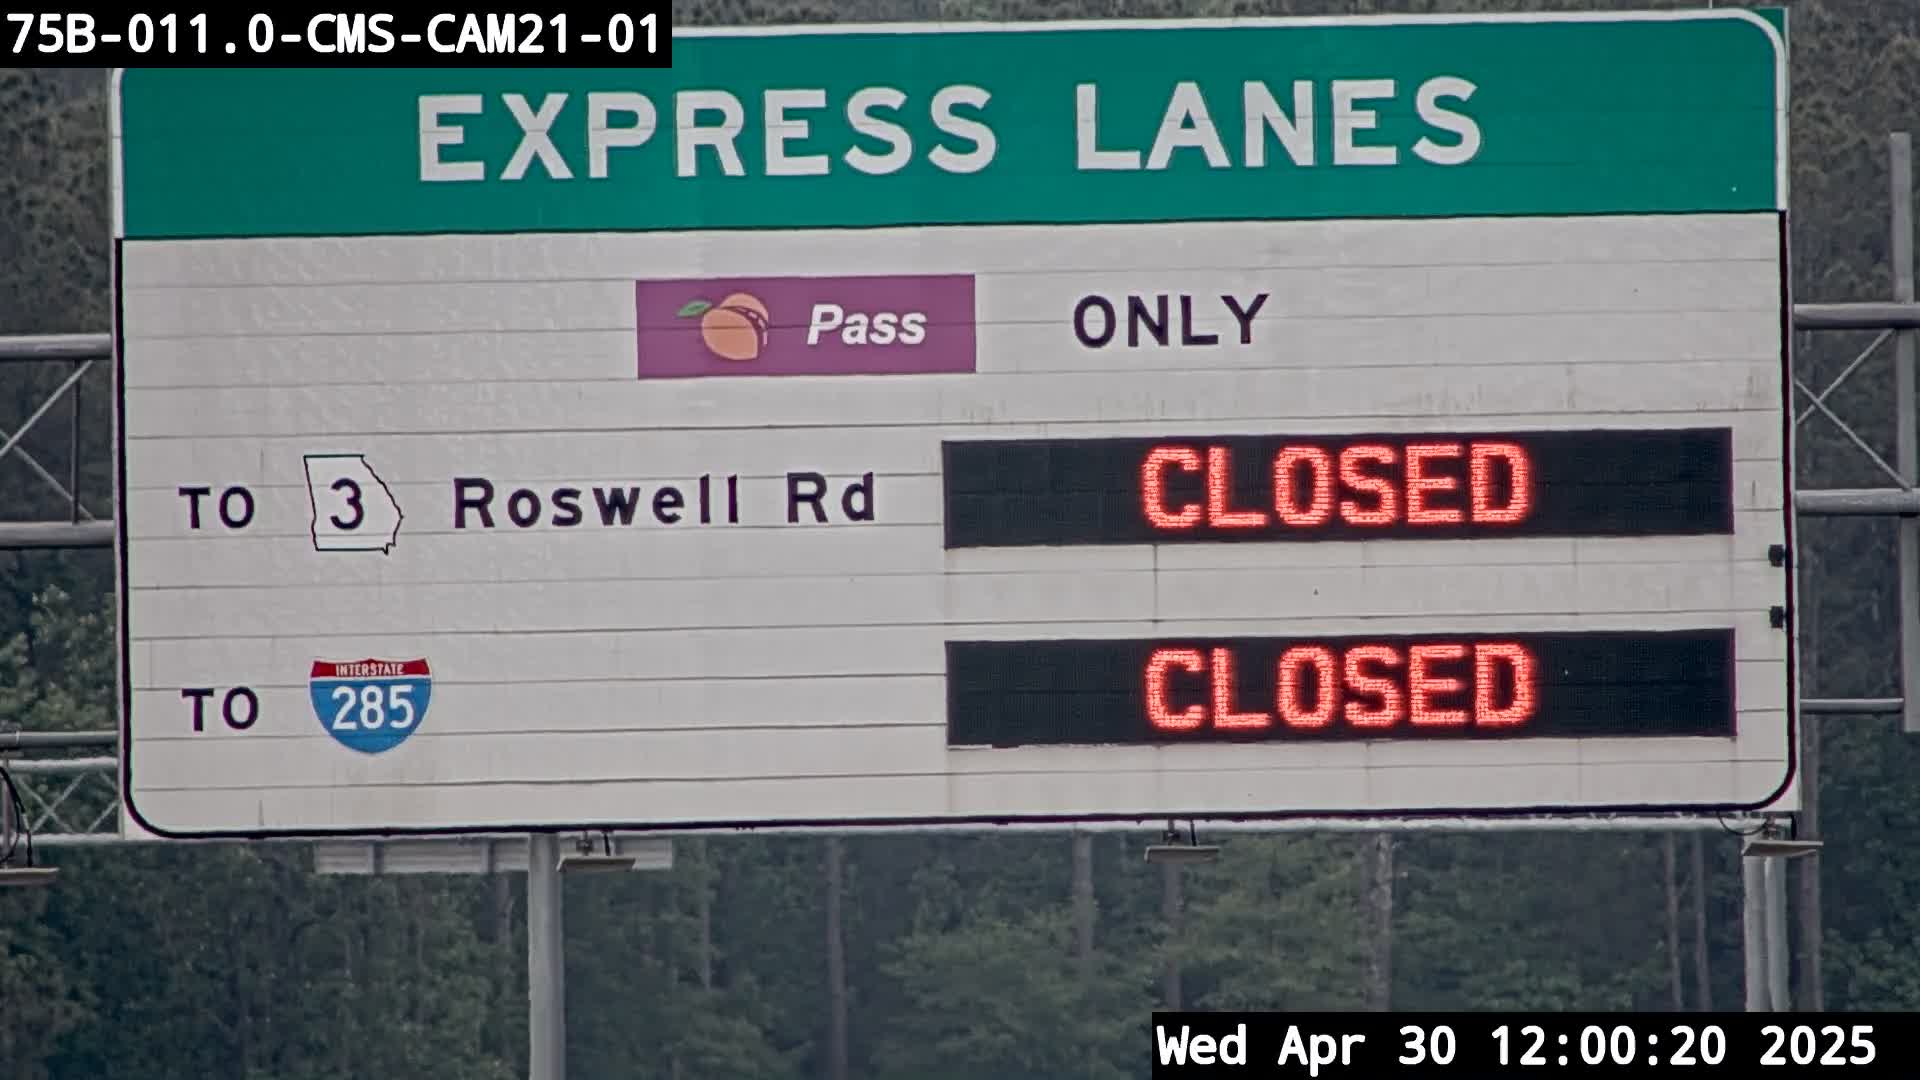 75B-011.0-CMS-CAM21-01
EXPRESS LANES
Pass ONLY
TO 3 Roswell Rd CLOSED
TO INTERSTATE 285 CLOSED
Wed Apr 30 12:00:20 2025